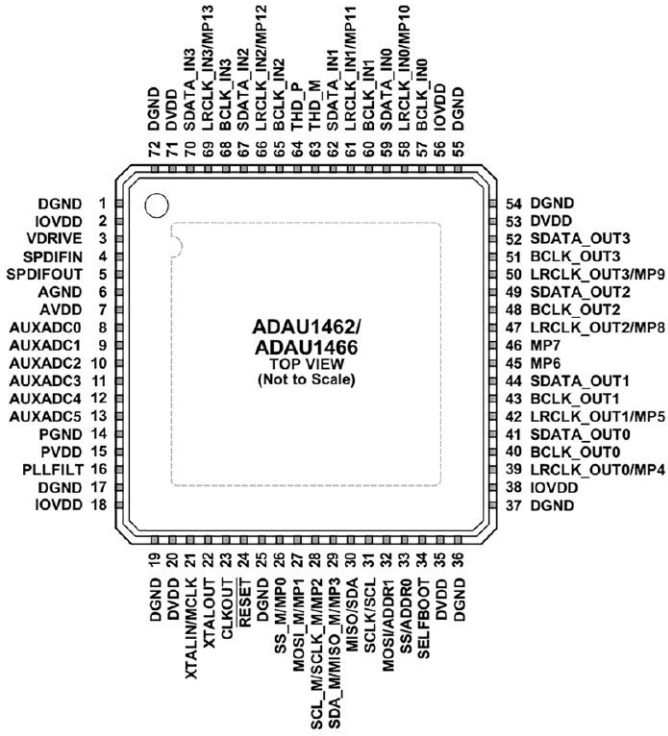 72 DGND
71 DVDD
70 SDATA_IN3
69 LRCLK_IN3/MP13
68 BCLK_IN3
67 SDATA_IN2
66 LRCLK_IN2/MP12
65 BCLK_IN2
64 THD_P
63 THD_M
62 SDATA_IN1
61 LRCLK_IN1/MP11
60 BCLK_IN1
59 SDATA_IN0
58 LRCLK_IN0/MP10
57 BCLK_IN0
56 IOVDD
55 DGND
DGND 1
IOVDD 2
VDRIVE 3
SPDIFIN 4
SPDIFOUT 5
AGND 6
AVDD 7
AUXADC0 8
AUXADC1 9
AUXADC2 10
AUXADC3 11
AUXADC4 12
AUXADC5 13
PGND 14
PVDD 15
PLLFILT 16
DGND 17
IOVDD 18
ADAU1462/
ADAU1466
TOP VIEW
(Not to Scale)
54 DGND
53 DVDD
52 SDATA_OUT3
51 BCLK_OUT3
50 LRCLK_OUT3/MP9
49 SDATA_OUT2
48 BCLK_OUT2
47 LRCLK_OUT2/MP8
46 MP7
45 MP6
44 SDATA_OUT1
43 BCLK_OUT1
42 LRCLK_OUT1/MP5
41 SDATA_OUT0
40 BCLK_OUT0
39 LRCLK_OUT0/MP4
38 IOVDD
37 DGND
DGND 19
DVDD 20
XTALIN/MCLK 21
XTALOUT 22
CLKOUT 23
RESET 24
DGND 25
SS_M/MP0 26
MOSI_M/MP1 27
SCL_M/SCLK_M/MP2 28
SDA_M/MISO_M/MP3 29
MISO/SDA 30
SCLK/SCL 31
MOSI/ADDR1 32
SS/ADDR0 33
SELFBOOT 34
DVDD 35
DGND 36